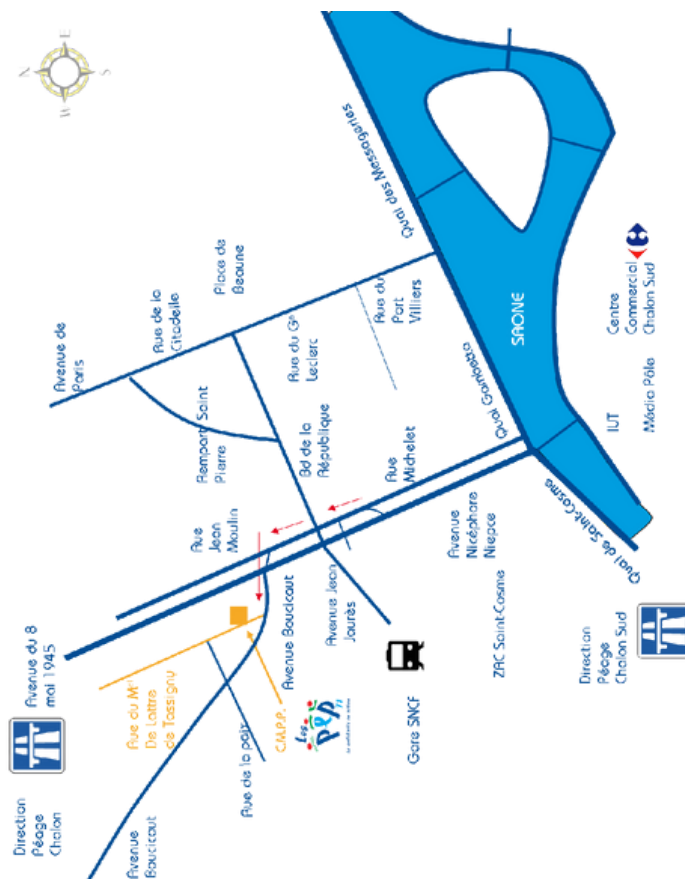 N
E
S
W
Avenue de
Paris
Rue de la
Citadelle
Place de
Beaune
Quai des Messageries
Rempart Saint
Pierre
Rue du Gal
Leclerc
Rue du
Port
Villiers
Bd de la
République
Rue
Michelet
Quai Gambetta
SAONE
Centre
Commercial
Chalon Sud
IUT
Média Pôle
Rue
Jean
Moulin
Avenue du 8
mai 1945
Avenue Boucicaut
Avenue Jean
Jaurès
Avenue
Nicéphore
Niepce
Quai de Saint-Cosme
ZAC Saint-Cosme
Direction
Péage
Chalon Sud
Rue du Mal
De Lattre
de Tassigny
C.M.P.P.
Les
PEP 71
Gare SNCF
Rue de la paix
Direction
Péage
Chalon
Avenue
Boucicaut